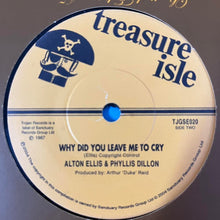 treasure
isle
Trojan Records is a
label of Sanctuary
Records Group Ltd
℗ 1967
TJGSE020
SIDE TWO
WHY DID YOU LEAVE ME TO CRY
(Ellis) Copyright Control
ALTON ELLIS & PHYLLIS DILLON
Produced by: Arthur 'Duke' Reid